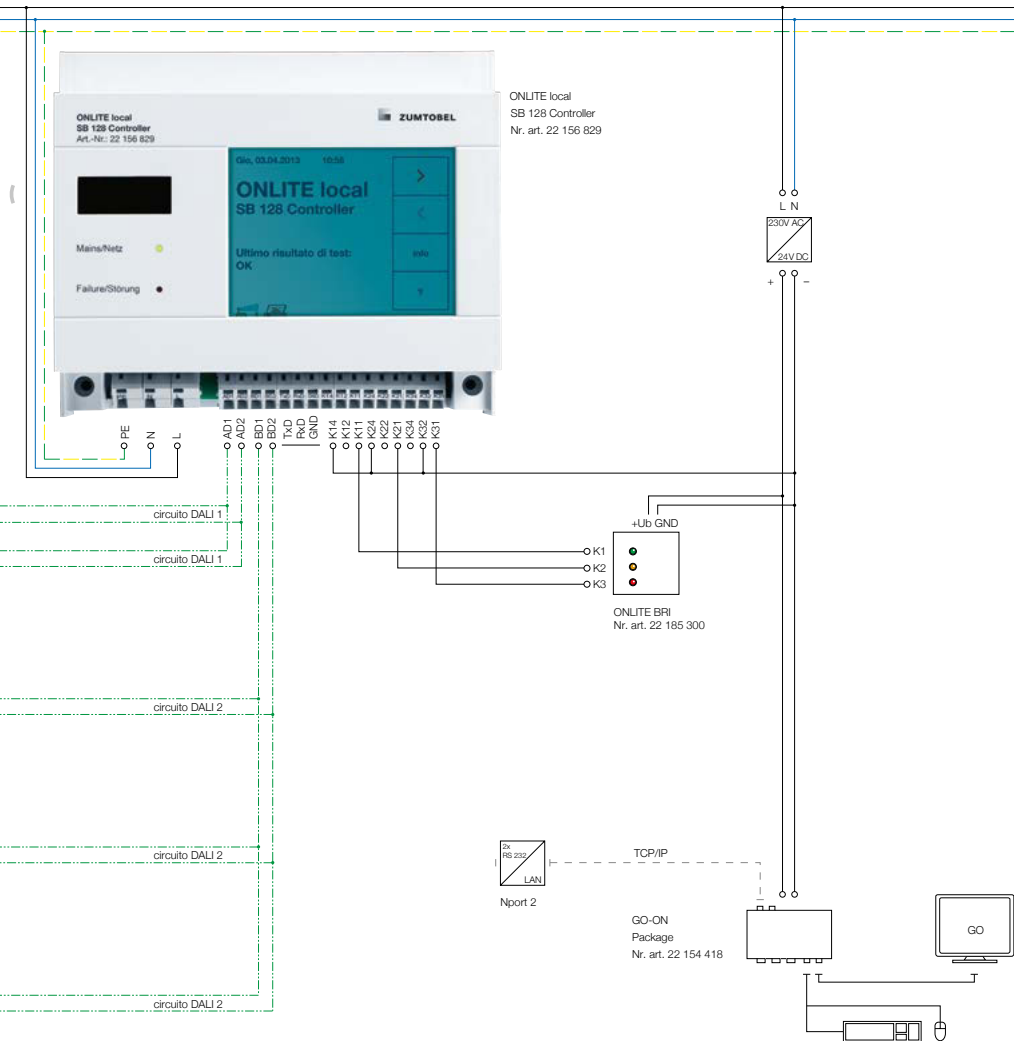 ONLITE local
SB 128 Controller
Nr. art. 22 156 829
ONLITE local
SB 128 Controller
Art.-Nr.: 22 156 829
ZUMTOBEL
Gio, 03.04.2013 10:56
ONLITE local
SB 128 Controller
Ultimo risultato di test:
OK
>
<
Info
?
Mains/Netz
Failure/Störung
L N
230V AC
24V DC
+ –
PE
N
L
AD1
AD2
BD1
BD2
TxD
RxD
GND
K14
K12
K11
K24
K22
K21
K34
K32
K31
circuito DALI 1
circuito DALI 1
+Ub GND
K1
K2
K3
ONLITE BRI
Nr. art. 22 185 300
circuito DALI 2
circuito DALI 2
2x
RS 232
LAN
Nport 2
TCP/IP
GO-ON
Package
Nr. art. 22 154 418
GO
circuito DALI 2